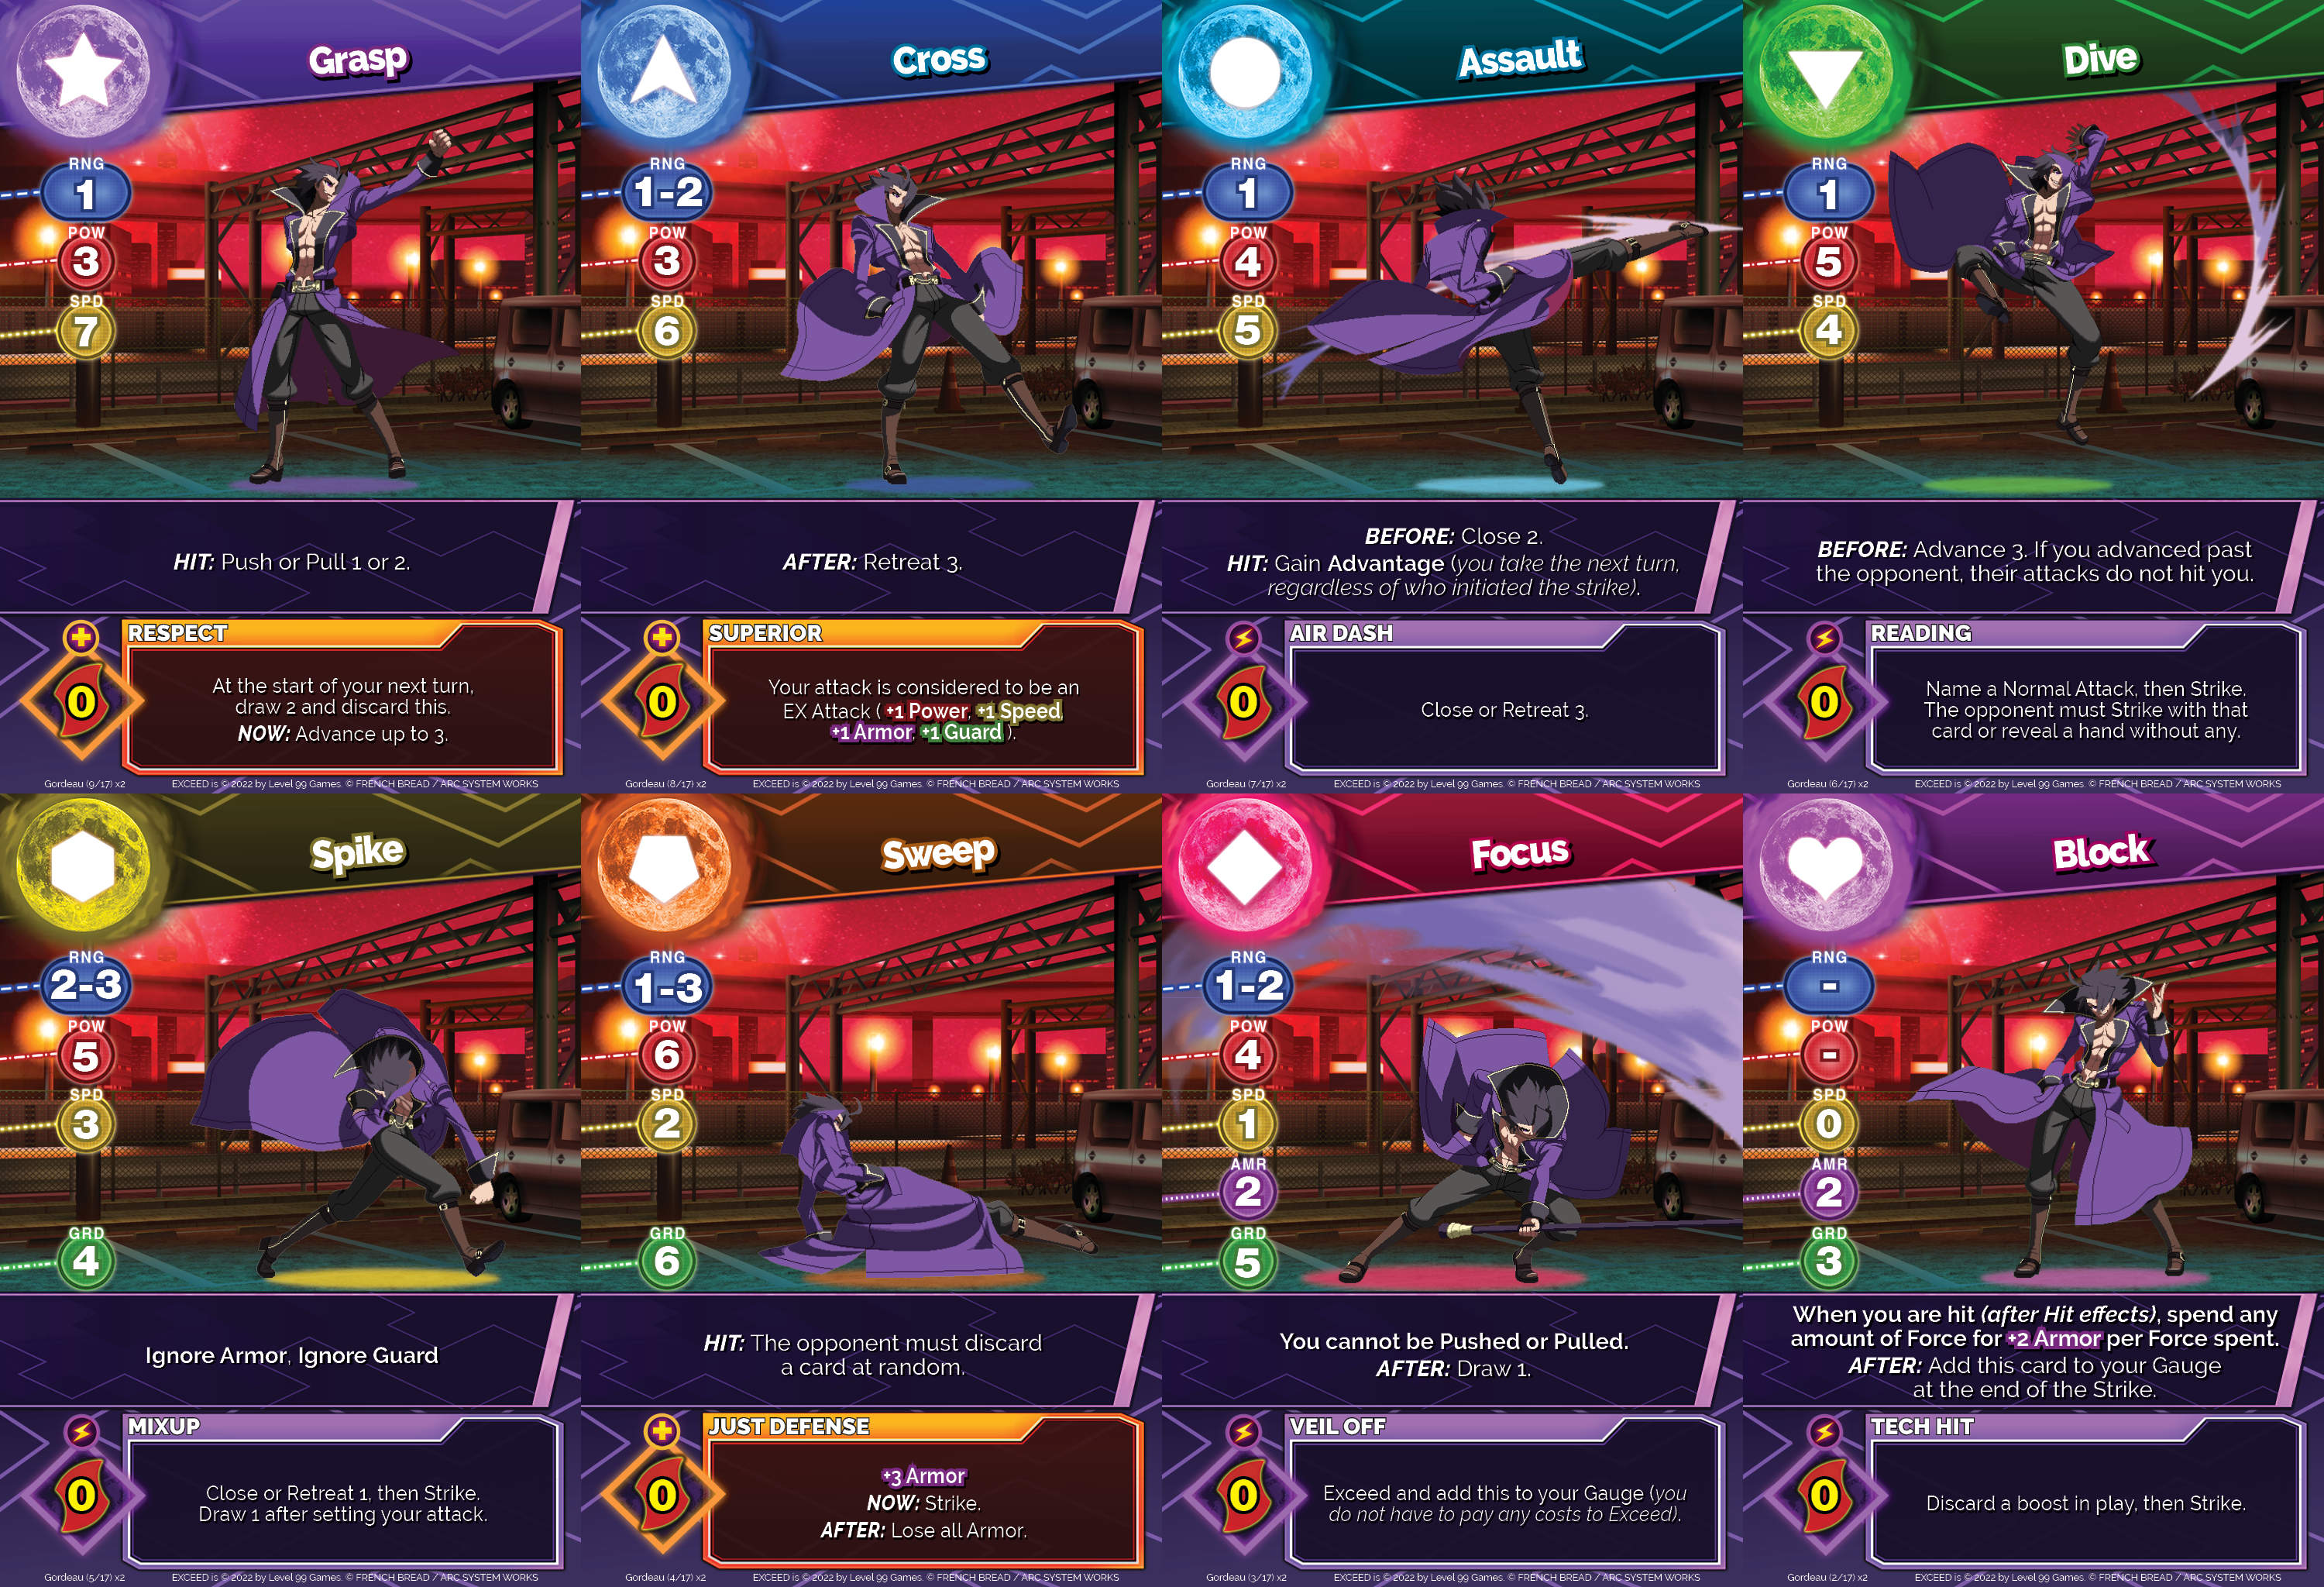 Grasp
RNG
1
POW
3
SPD
7
HIT: Push or Pull 1 or 2.
RESPECT
0
At the start of your next turn,
draw 2 and discard this.
NOW: Advance up to 3.
Gordeau (9/17) x2
EXCEED is © 2022 by Level 99 Games. © FRENCH BREAD / ARC SYSTEM WORKS
Cross
RNG
1-2
POW
3
SPD
6
AFTER: Retreat 3.
SUPERIOR
0
Your attack is considered to be an
EX Attack ( +1 Power, +1 Speed
+1 Armor, +1 Guard ).
Gordeau (8/17) x2
EXCEED is © 2022 by Level 99 Games. © FRENCH BREAD / ARC SYSTEM WORKS
Assault
RNG
1
POW
4
SPD
5
BEFORE: Close 2.
HIT: Gain Advantage (you take the next turn,
regardless of who initiated the strike).
AIR DASH
0
Close or Retreat 3.
Gordeau (7/17) x2
EXCEED is © 2022 by Level 99 Games. © FRENCH BREAD / ARC SYSTEM WORKS
Dive
RNG
1
POW
5
SPD
4
BEFORE: Advance 3. If you advanced past
the opponent, their attacks do not hit you.
READING
0
Name a Normal Attack, then Strike.
The opponent must Strike with that
card or reveal a hand without any.
Gordeau (6/17) x2
EXCEED is © 2022 by Level 99 Games. © FRENCH BREAD / ARC SYSTEM WORKS
Spike
RNG
2-3
POW
5
SPD
3
GRD
4
Ignore Armor, Ignore Guard
MIXUP
0
Close or Retreat 1, then Strike.
Draw 1 after setting your attack.
Gordeau (5/17) x2
EXCEED is © 2022 by Level 99 Games. © FRENCH BREAD / ARC SYSTEM WORKS
Sweep
RNG
1-3
POW
6
SPD
2
GRD
6
HIT: The opponent must discard
a card at random.
JUST DEFENSE
0
+3 Armor
NOW: Strike.
AFTER: Lose all Armor.
Gordeau (4/17) x2
EXCEED is © 2022 by Level 99 Games. © FRENCH BREAD / ARC SYSTEM WORKS
Focus
RNG
1-2
POW
4
SPD
1
AMR
2
GRD
5
You cannot be Pushed or Pulled.
AFTER: Draw 1.
VEIL OFF
0
Exceed and add this to your Gauge (you
do not have to pay any costs to Exceed).
Gordeau (3/17) x2
EXCEED is © 2022 by Level 99 Games. © FRENCH BREAD / ARC SYSTEM WORKS
Block
RNG
-
POW
-
SPD
0
AMR
2
GRD
3
When you are hit (after Hit effects), spend any
amount of Force for +2 Armor per Force spent.
AFTER: Add this card to your Gauge
at the end of the Strike.
TECH HIT
0
Discard a boost in play, then Strike.
Gordeau (2/17) x2
EXCEED is © 2022 by Level 99 Games. © FRENCH BREAD / ARC SYSTEM WORKS